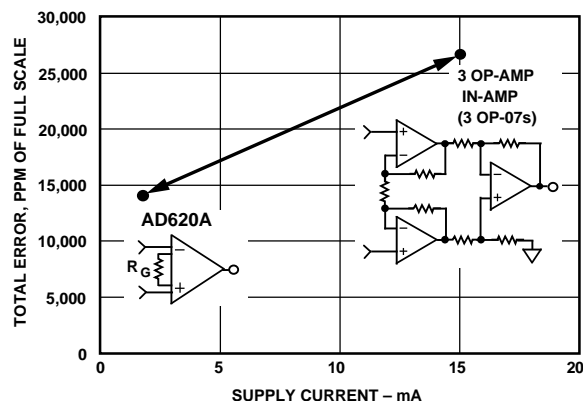 30,000
25,000
20,000
15,000
10,000
5,000
0
TOTAL ERROR, PPM OF FULL SCALE
3 OP-AMP
IN-AMP
(3 OP-07s)
AD620A
R G
0
5
10
15
20
SUPPLY CURRENT – mA